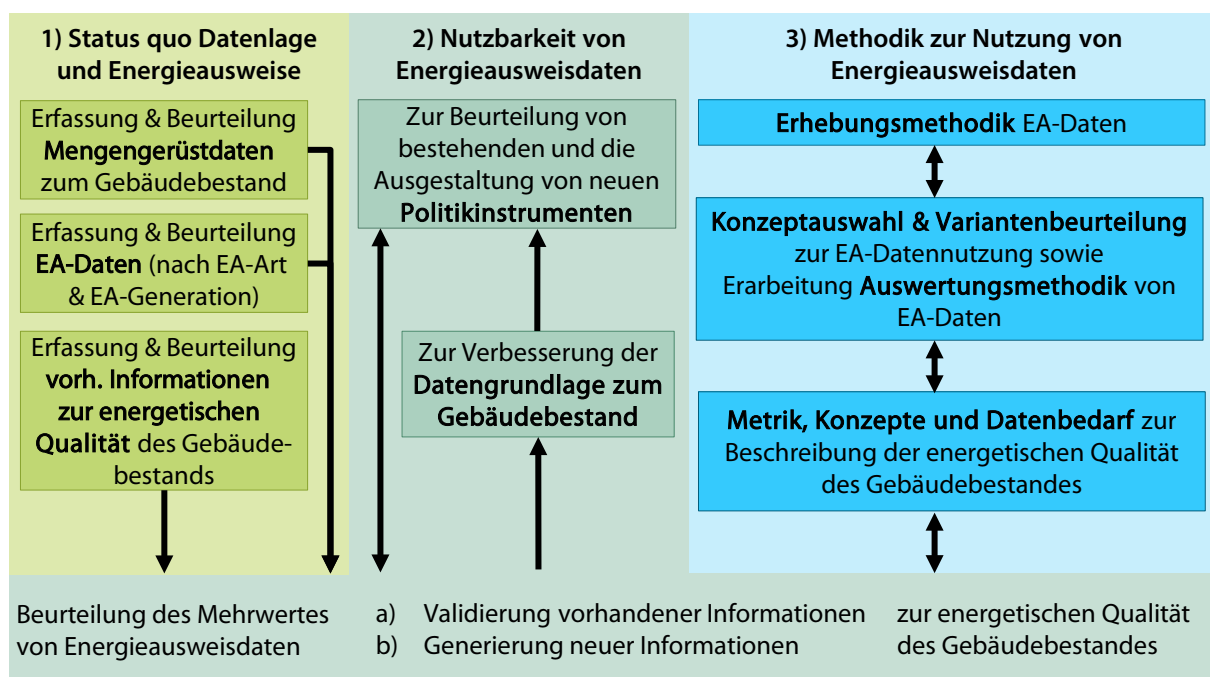 1) Status quo Datenlage
und Energieausweise
Erfassung & Beurteilung
Mengengerüstdaten
zum Gebäudebestand
Erfassung & Beurteilung
EA-Daten (nach EA-Art
& EA-Generation)
Erfassung & Beurteilung
vorh. Informationen
zur energetischen
Qualität des Gebäude-
bestands
2) Nutzbarkeit von
Energieausweisdaten
Zur Beurteilung von
bestehenden und die
Ausgestaltung von neuen
Politikinstrumenten
Zur Verbesserung der
Datengrundlage zum
Gebäudebestand
3) Methodik zur Nutzung von
Energieausweisdaten
Erhebungsmethodik EA-Daten
Konzeptauswahl & Variantenbeurteilung
zur EA-Datennutzung sowie
Erarbeitung Auswertungsmethodik von
EA-Daten
Metrik, Konzepte und Datenbedarf zur
Beschreibung der energetischen Qualität
des Gebäudebestandes
Beurteilung des Mehrwertes
von Energieausweisdaten
a) Validierung vorhandener Informationen
b) Generierung neuer Informationen
zur energetischen Qualität
des Gebäudebestandes